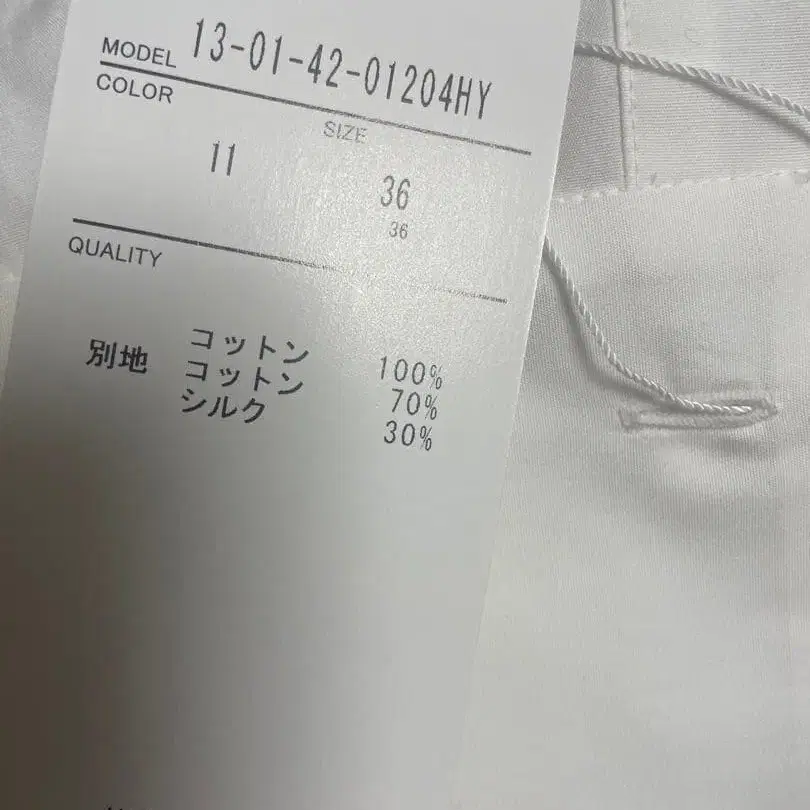 MODEL 13-01-42-01204HY
COLOR SIZE
11 36
36
QUALITY
コットン 100%
別地 コットン 70%
シルク 30%